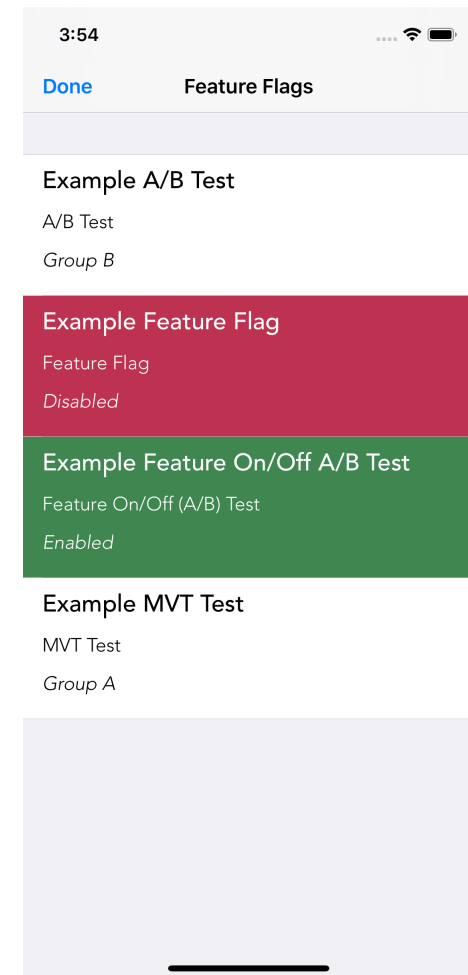 3:54
Done Feature Flags
Example A/B Test
A/B Test
Group B
Example Feature Flag
Feature Flag
Disabled
Example Feature On/Off A/B Test
Feature On/Off (A/B) Test
Enabled
Example MVT Test
MVT Test
Group A